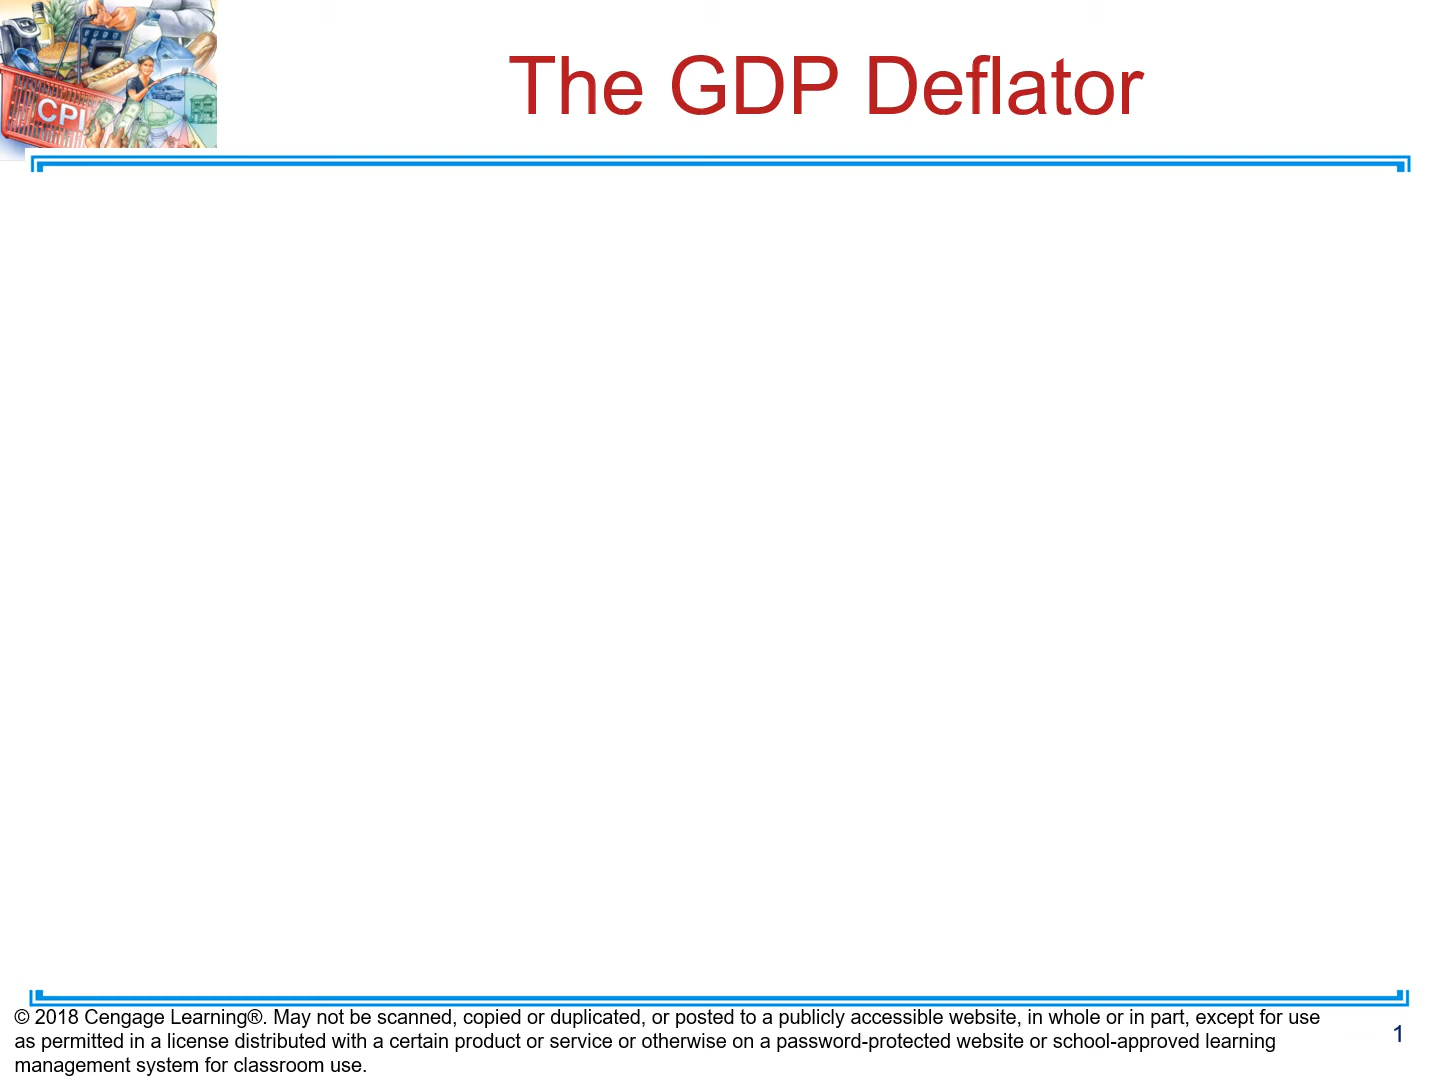 CPI
The GDP Deflator
© 2018 Cengage Learning®. May not be scanned, copied or duplicated, or posted to a publicly accessible website, in whole or in part, except for use
as permitted in a license distributed with a certain product or service or otherwise on a password-protected website or school-approved learning
management system for classroom use.
1